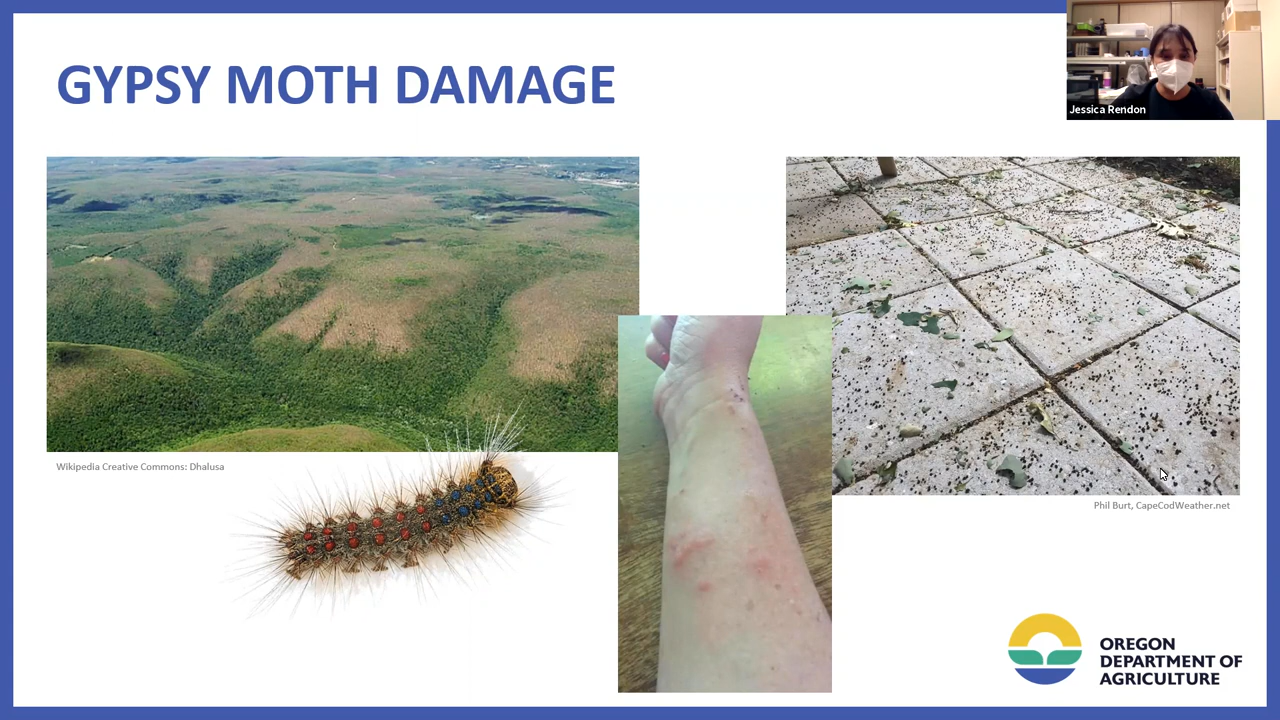 GYPSY MOTH DAMAGE
Jessica Rendon
Wikipedia Creative Commons: Dhalusa
Phil Burt, CapeCodWeather.net
OREGON
DEPARTMENT OF
AGRICULTURE